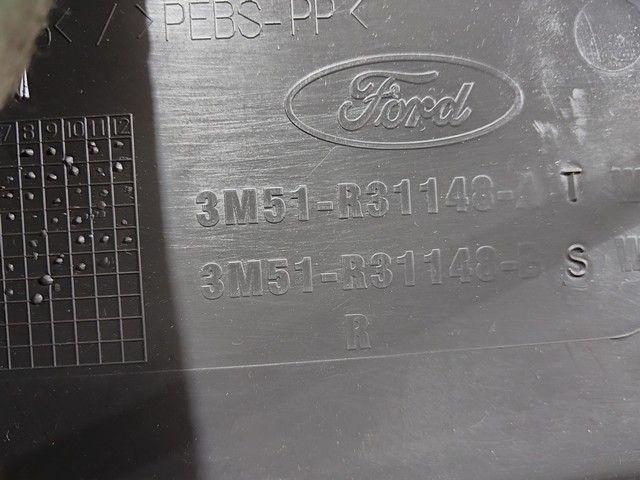 / >PEBS-PP<
Ford
7 8 9 10 11 12
3M51-R31148-A T W
3M51-R31148-B S W
R